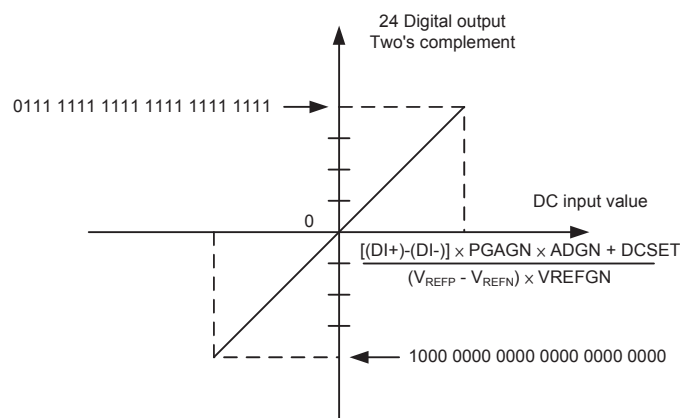 24 Digital output
Two's complement
0111 1111 1111 1111 1111 1111
DC input value
0
[(DI+)-(DI-)] × PGAGN × ADGN + DCSET
(VREFP - VREFN) × VREFGN
1000 0000 0000 0000 0000 0000